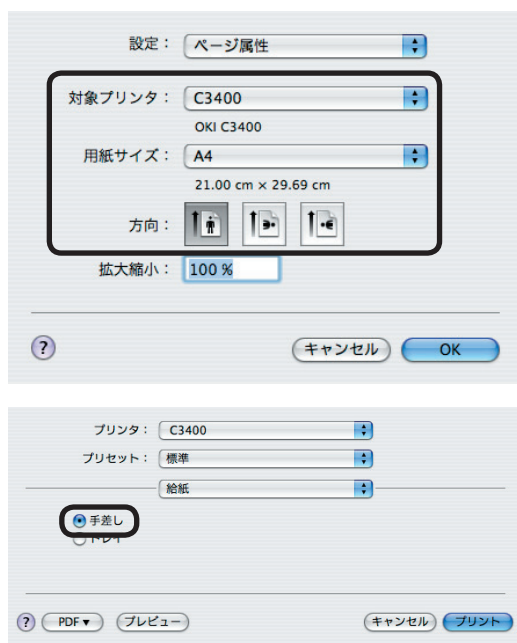 設定： ページ属性
対象プリンタ： C3400
OKI C3400
用紙サイズ： A4
21.00 cm × 29.69 cm
方向：
拡大縮小： 100 %
? キャンセル OK
プリンタ： C3400
プリセット： 標準
給紙
手差し
トレイ
? PDF▼ プレビュー キャンセル プリント